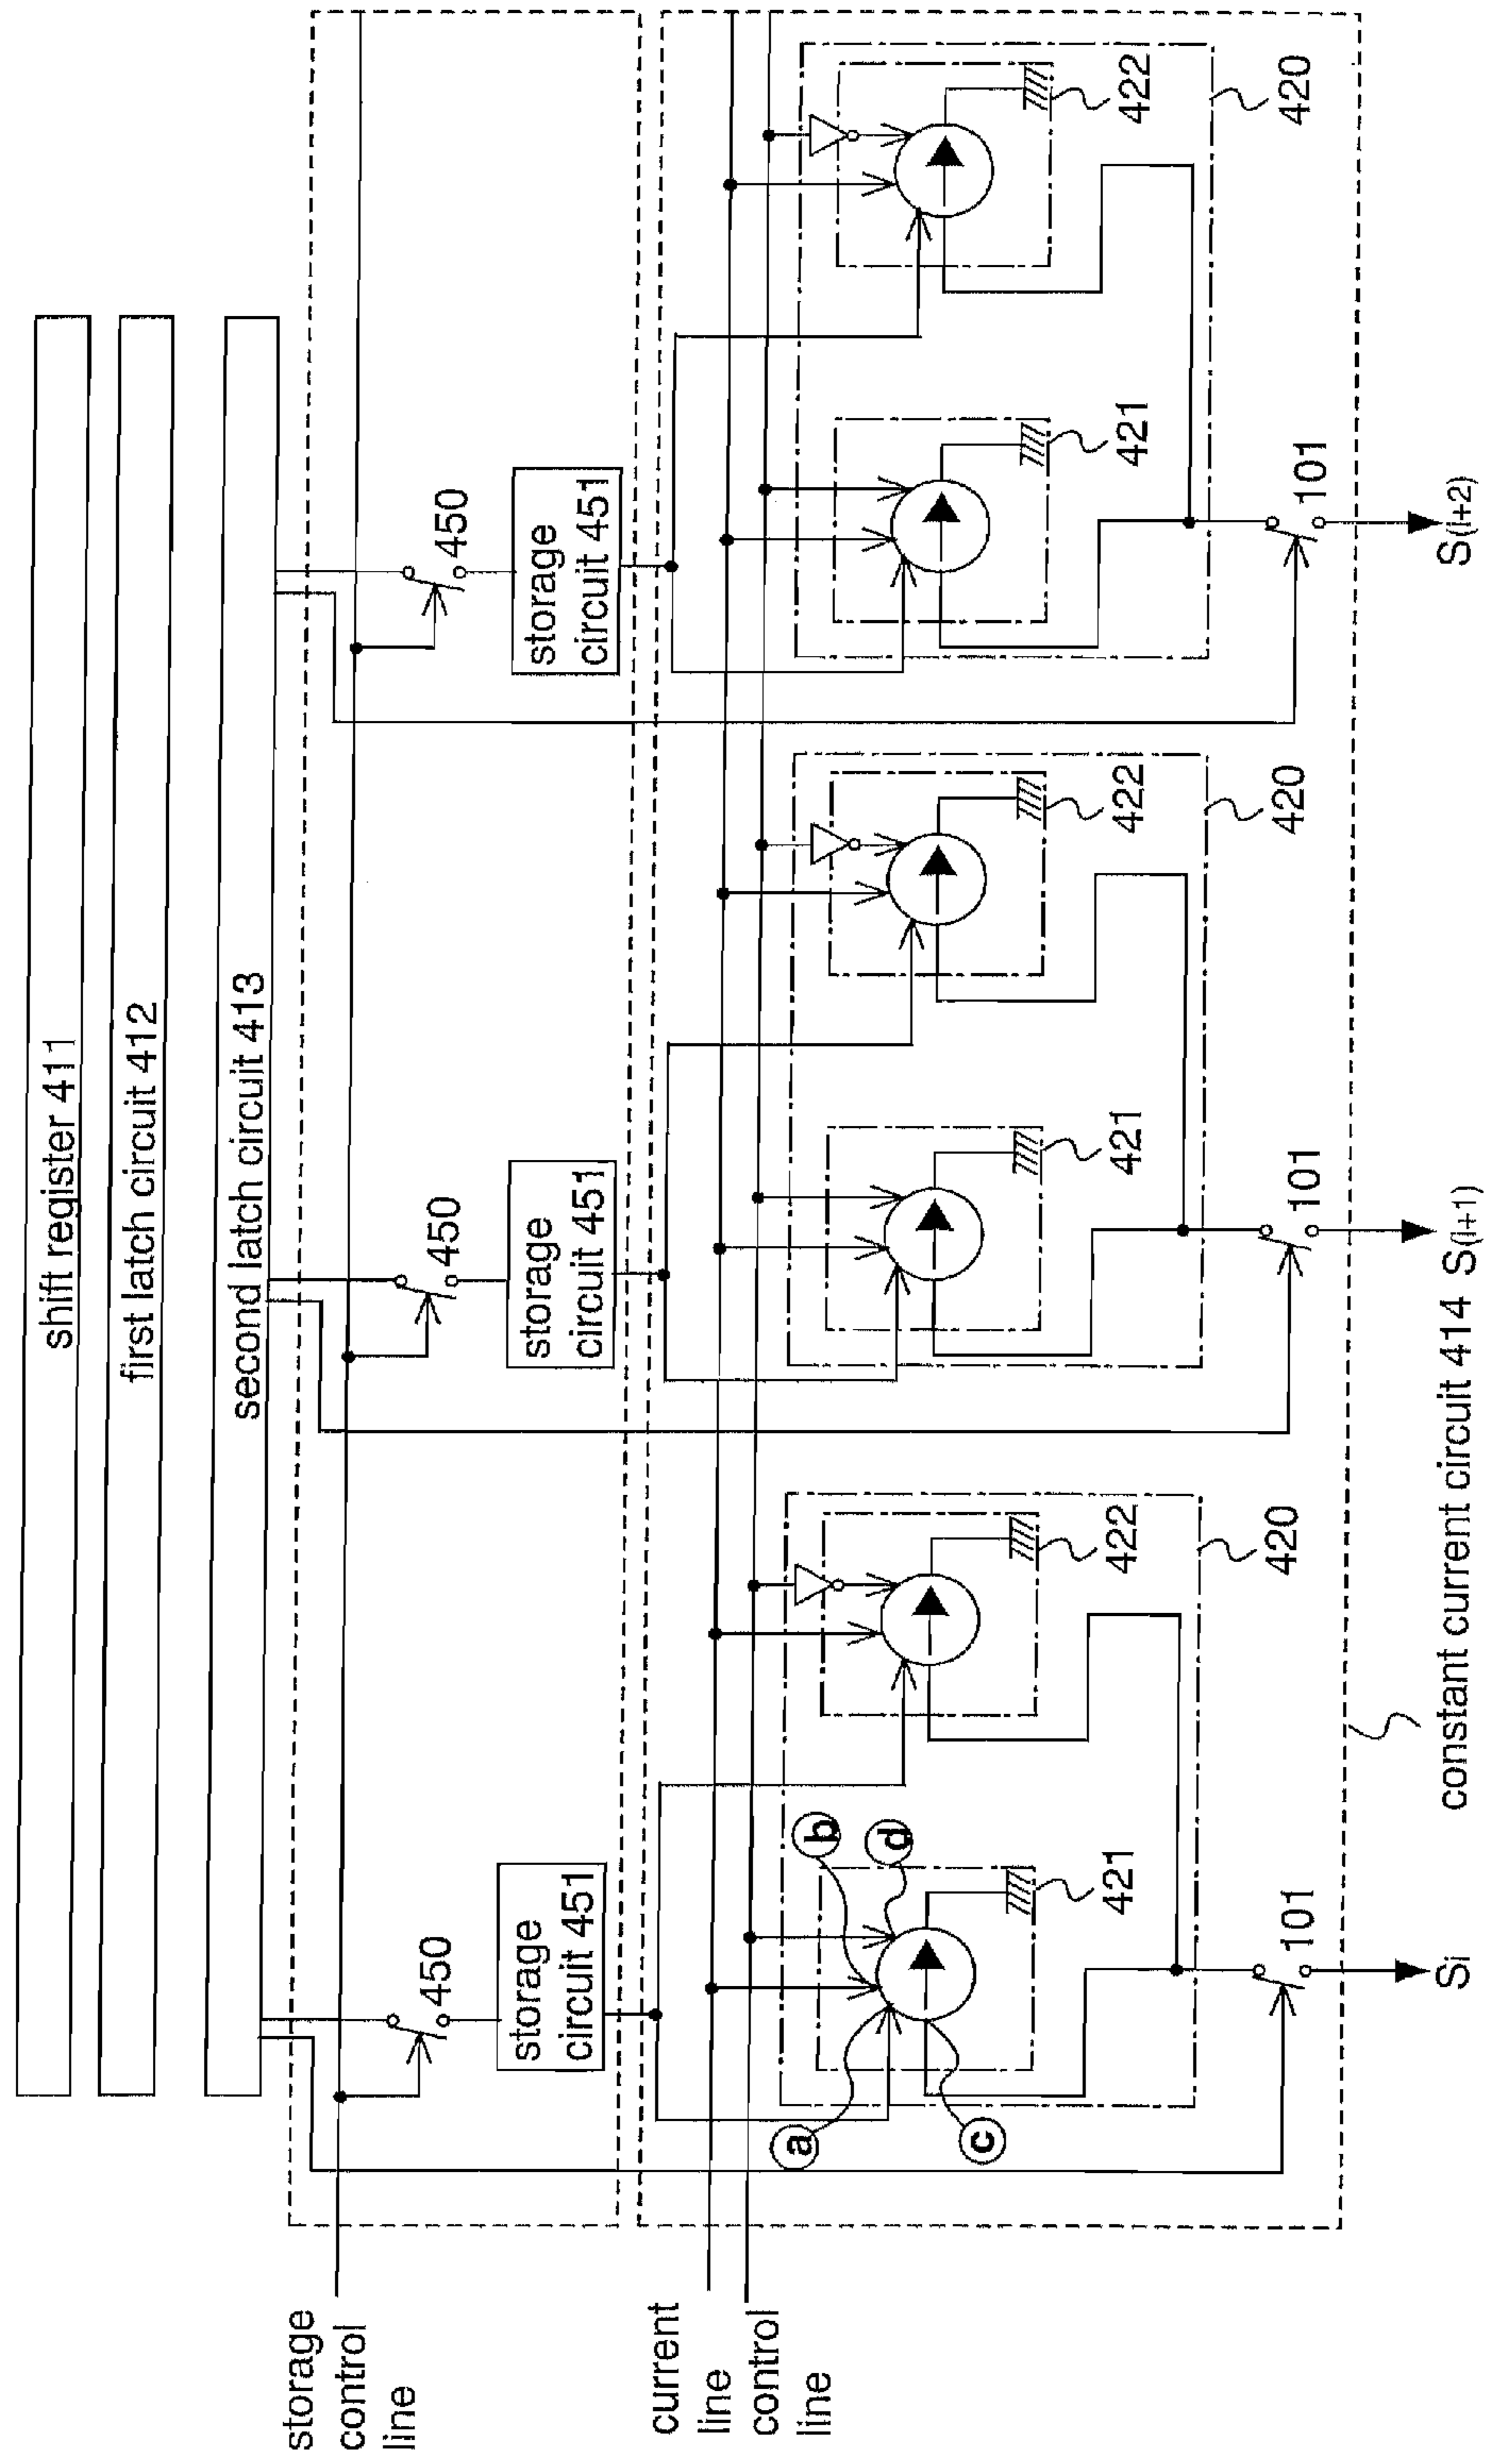 shift register 411
first latch circuit 412
second latch circuit 413
storage
control
line
450
450
450
storage
circuit 451
storage
circuit 451
storage
circuit 451
current
line
control
line
a
b
c
d
421
422
420
421
422
420
421
422
420
101
101
101
Si
S(i+1)
S(i+2)
constant current circuit 414